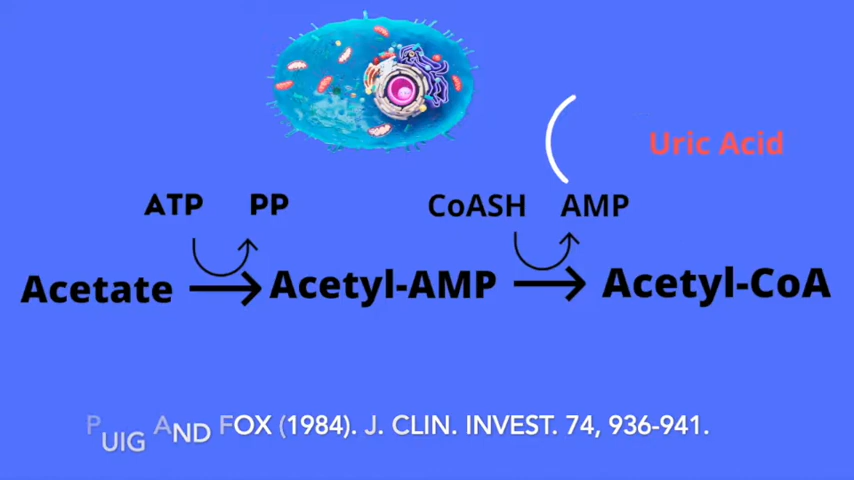 Uric Acid
ATP PP CoASH AMP
Acetate Acetyl-AMP Acetyl-CoA
PUIG AND FOX (1984). J. CLIN. INVEST. 74, 936-941.